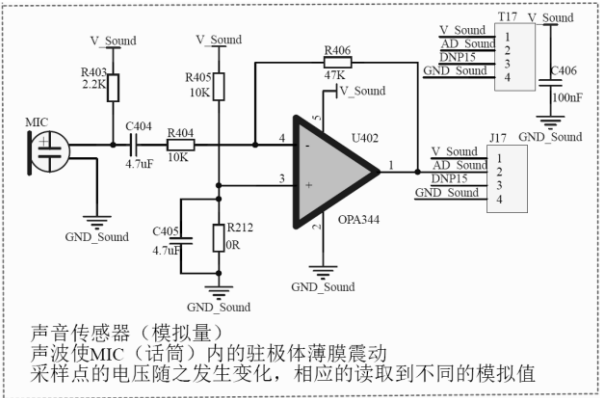 T17
V_Sound
V_Sound
1
AD_Sound
2
DNP15
3
GND_Sound
4
C406
100nF
GND_Sound
V_Sound
V_Sound
R403
2.2K
R405
10K
R406
47K
V_Sound
MIC
+
C404
4.7uF
R404
10K
4
-
5
U402
1
3
+
OPA344
2
J17
V_Sound
1
AD_Sound
2
DNP15
3
GND_Sound
4
GND_Sound
C405
4.7uF
R212
0R
GND_Sound
GND_Sound
声音传感器（模拟量）
声波使MIC（话筒）内的驻极体薄膜震动
采样点的电压随之发生变化，相应的读取到不同的模拟值